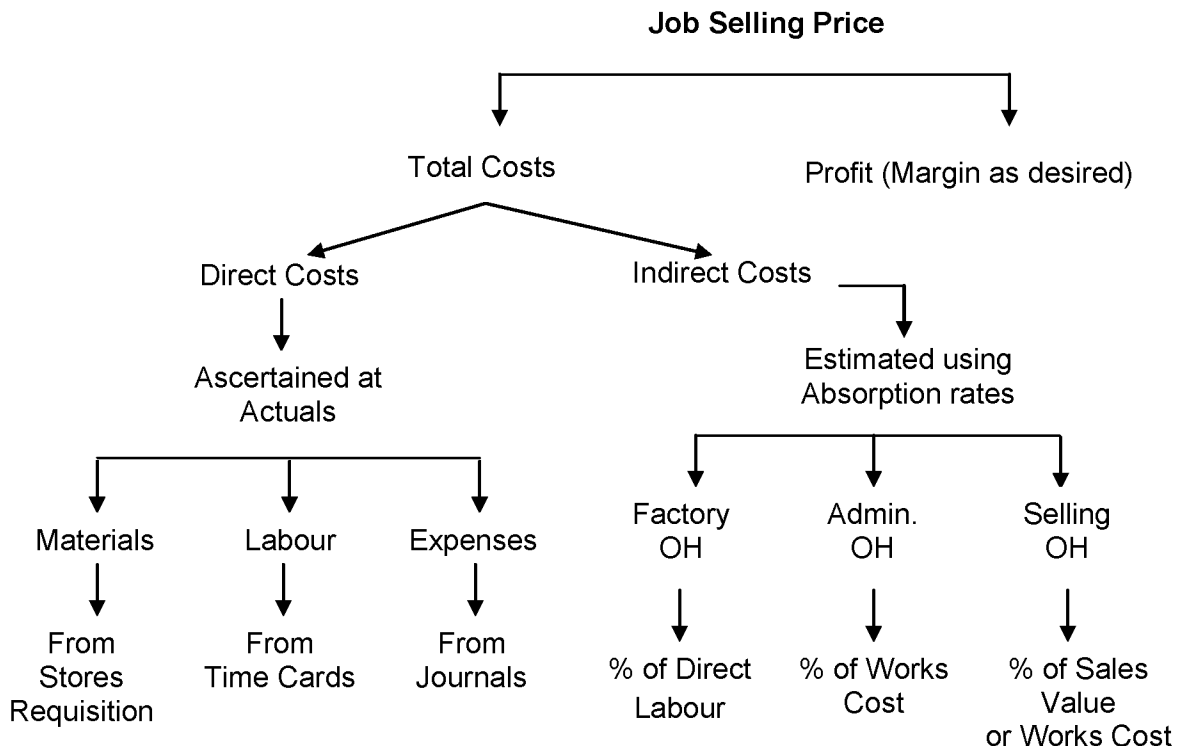 Job Selling Price
Total Costs
Profit (Margin as desired)
Direct Costs
Indirect Costs
Ascertained at
Actuals
Estimated using
Absorption rates
Materials
Labour
Expenses
Factory
OH
Admin.
OH
Selling
OH
From
Stores
Requisition
From
Time Cards
From
Journals
% of Direct
Labour
% of Works
Cost
% of Sales
Value
or Works Cost